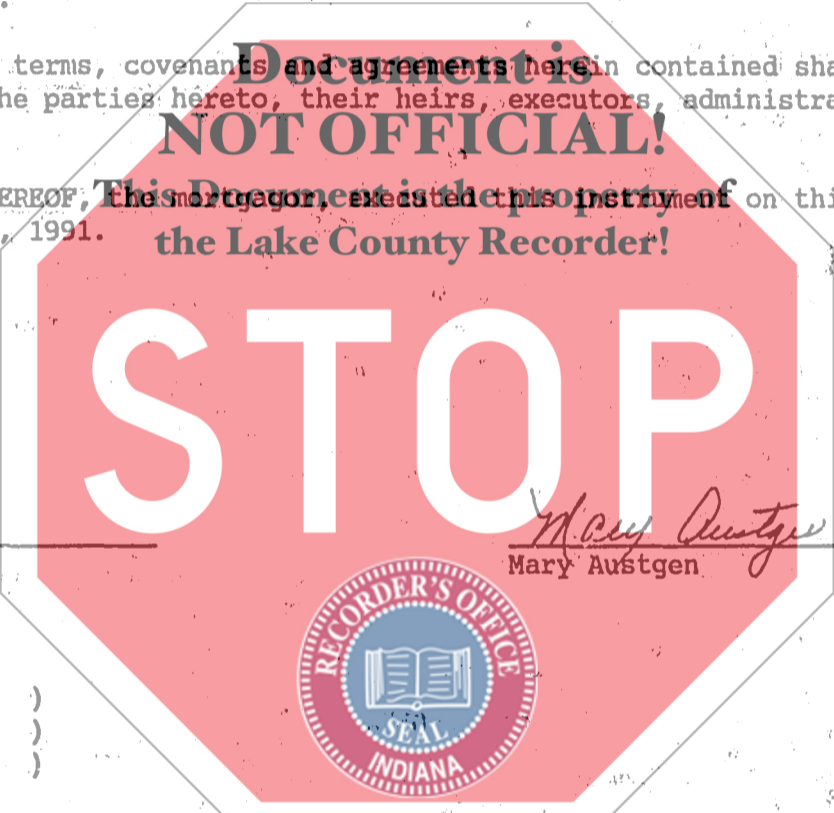 Document is
terms, covenants and agreements herein contained sha
he parties hereto, their heirs, executors, administra
NOT OFFICIAL!
This Document is the property of
EREOF, the mortgagor, executed this instrument on thi
, 1991.
the Lake County Recorder!
STOP
Mary Austgen
Mary Austgen
RECORDER'S OFFICE
SEAL
INDIANA
)
)
)